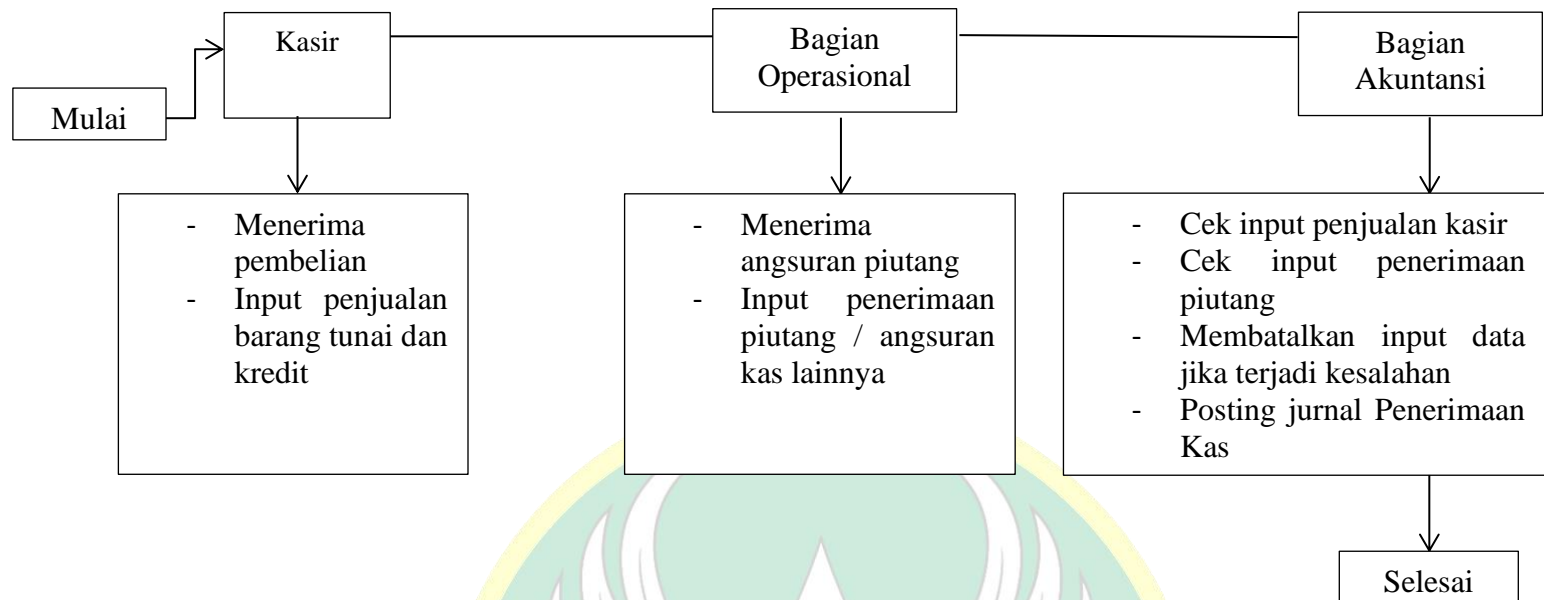 Mulai
Kasir
Bagian
Operasional
Bagian
Akuntansi
- Menerima
pembelian
- Input penjualan
barang tunai dan
kredit
- Menerima
angsuran piutang
- Input penerimaan
piutang / angsuran
kas lainnya
- Cek input penjualan kasir
- Cek input penerimaan
piutang
- Membatalkan input data
jika terjadi kesalahan
- Posting jurnal Penerimaan
Kas
Selesai